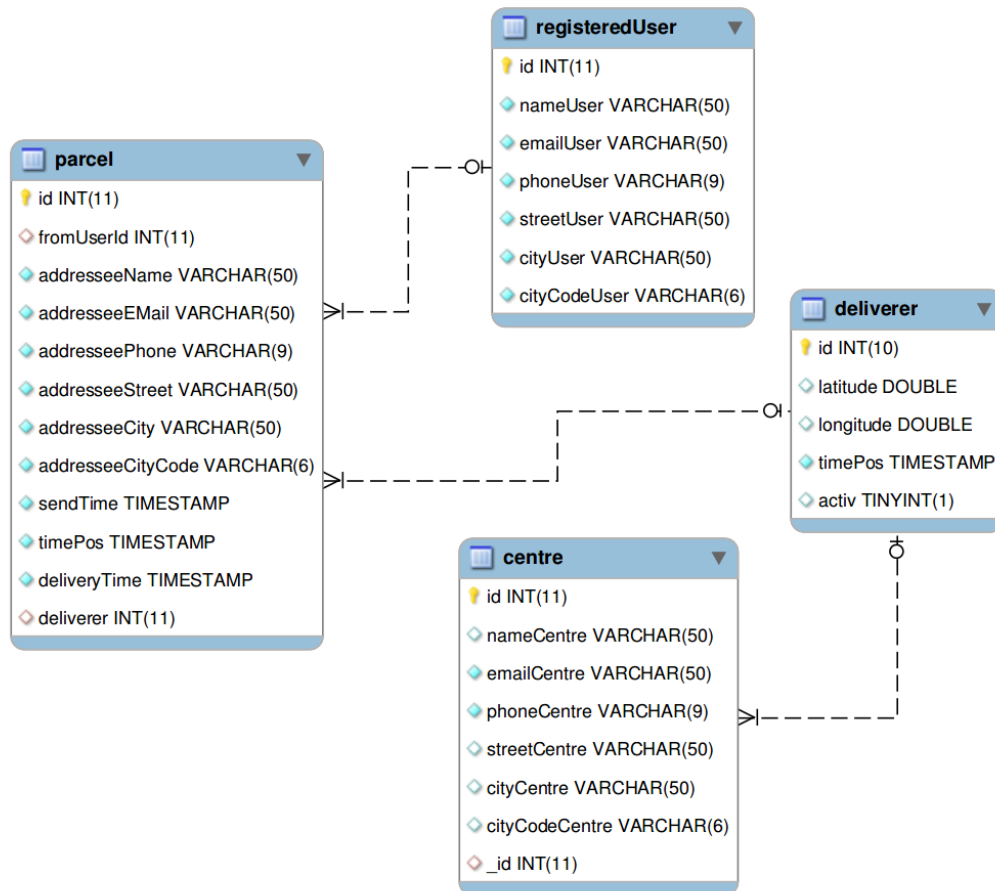 registeredUser
id INT(11)
nameUser VARCHAR(50)
emailUser VARCHAR(50)
phoneUser VARCHAR(9)
streetUser VARCHAR(50)
cityUser VARCHAR(50)
cityCodeUser VARCHAR(6)
parcel
id INT(11)
fromUserId INT(11)
addresseeName VARCHAR(50)
addresseeEMail VARCHAR(50)
addresseePhone VARCHAR(9)
addresseeStreet VARCHAR(50)
addresseeCity VARCHAR(50)
addresseeCityCode VARCHAR(6)
sendTime TIMESTAMP
timePos TIMESTAMP
deliveryTime TIMESTAMP
deliverer INT(11)
deliverer
id INT(10)
latitude DOUBLE
longitude DOUBLE
timePos TIMESTAMP
activ TINYINT(1)
centre
id INT(11)
nameCentre VARCHAR(50)
emailCentre VARCHAR(50)
phoneCentre VARCHAR(9)
streetCentre VARCHAR(50)
cityCentre VARCHAR(50)
cityCodeCentre VARCHAR(6)
_id INT(11)